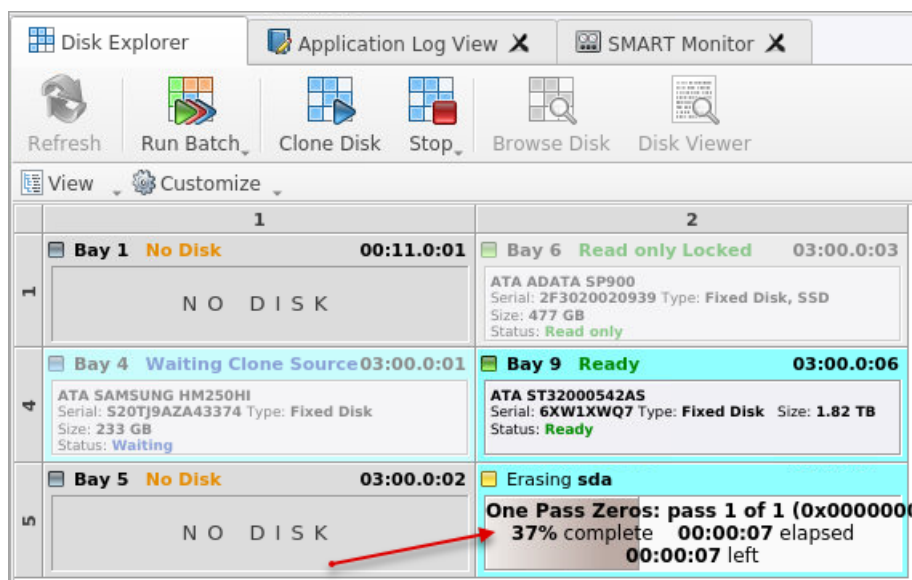 Disk Explorer Application Log View X SMART Monitor X
Refresh Run Batch Clone Disk Stop Browse Disk Disk Viewer
View Customize
1 2
1
Bay 1 No Disk 00:11.0:01
NO DISK
Bay 6 Read only Locked 03:00.0:03
ATA ADATA SP900
Serial: 2F3020020939 Type: Fixed Disk, SSD
Size: 477 GB
Status: Read only
4
Bay 4 Waiting Clone Source 03:00.0:01
ATA SAMSUNG HM250HI
Serial: S20TJ9AZA43374 Type: Fixed Disk
Size: 233 GB
Status: Waiting
Bay 9 Ready 03:00.0:06
ATA ST32000542AS
Serial: 6XW1XWQ7 Type: Fixed Disk Size: 1.82 TB
Status: Ready
5
Bay 5 No Disk 03:00.0:02
NO DISK
Erasing sda
One Pass Zeros: pass 1 of 1 (0x0000000
37% complete 00:00:07 elapsed
00:00:07 left